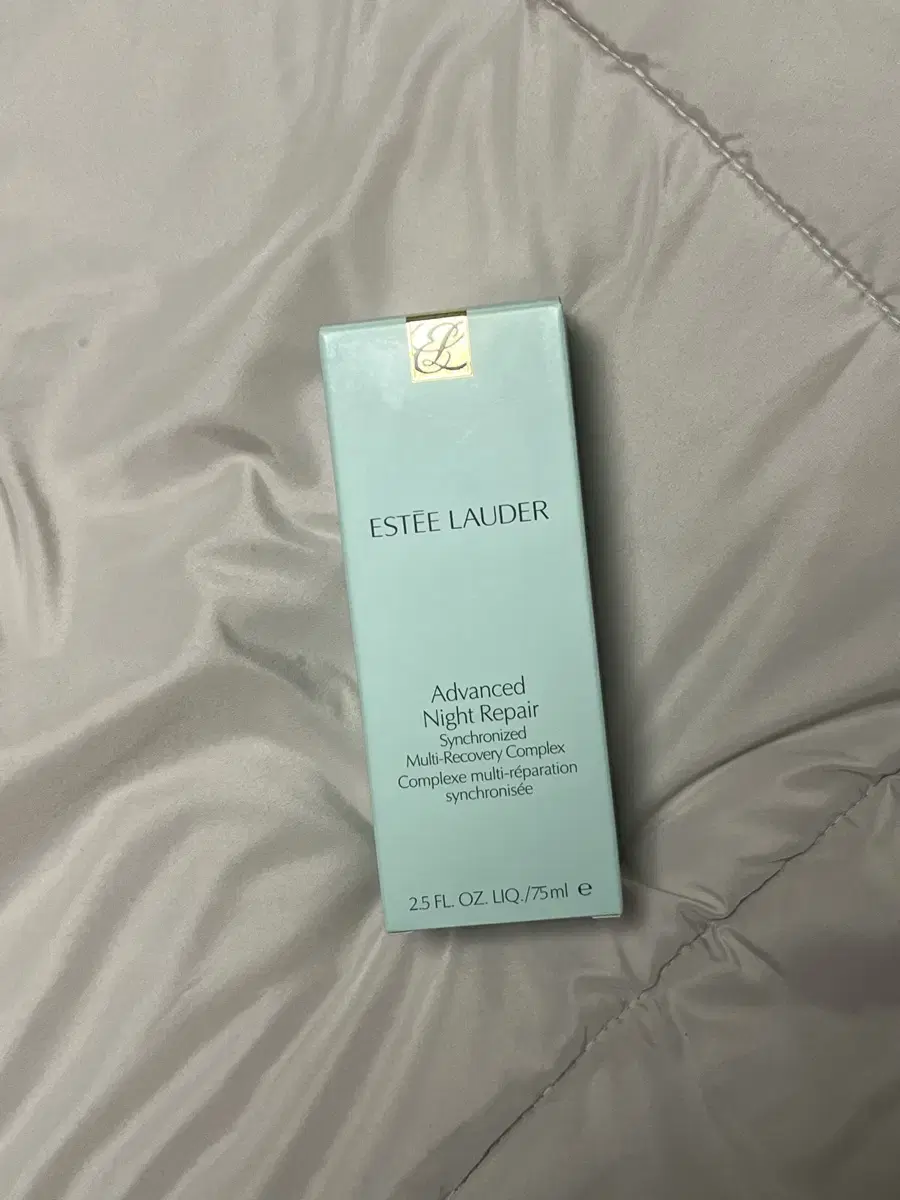 EL
ESTĒE LAUDER
Advanced
Night Repair
Synchronized
Multi-Recovery Complex
Complexe multi-réparation
synchronisée
2.5 FL. OZ. LIQ./75ml e